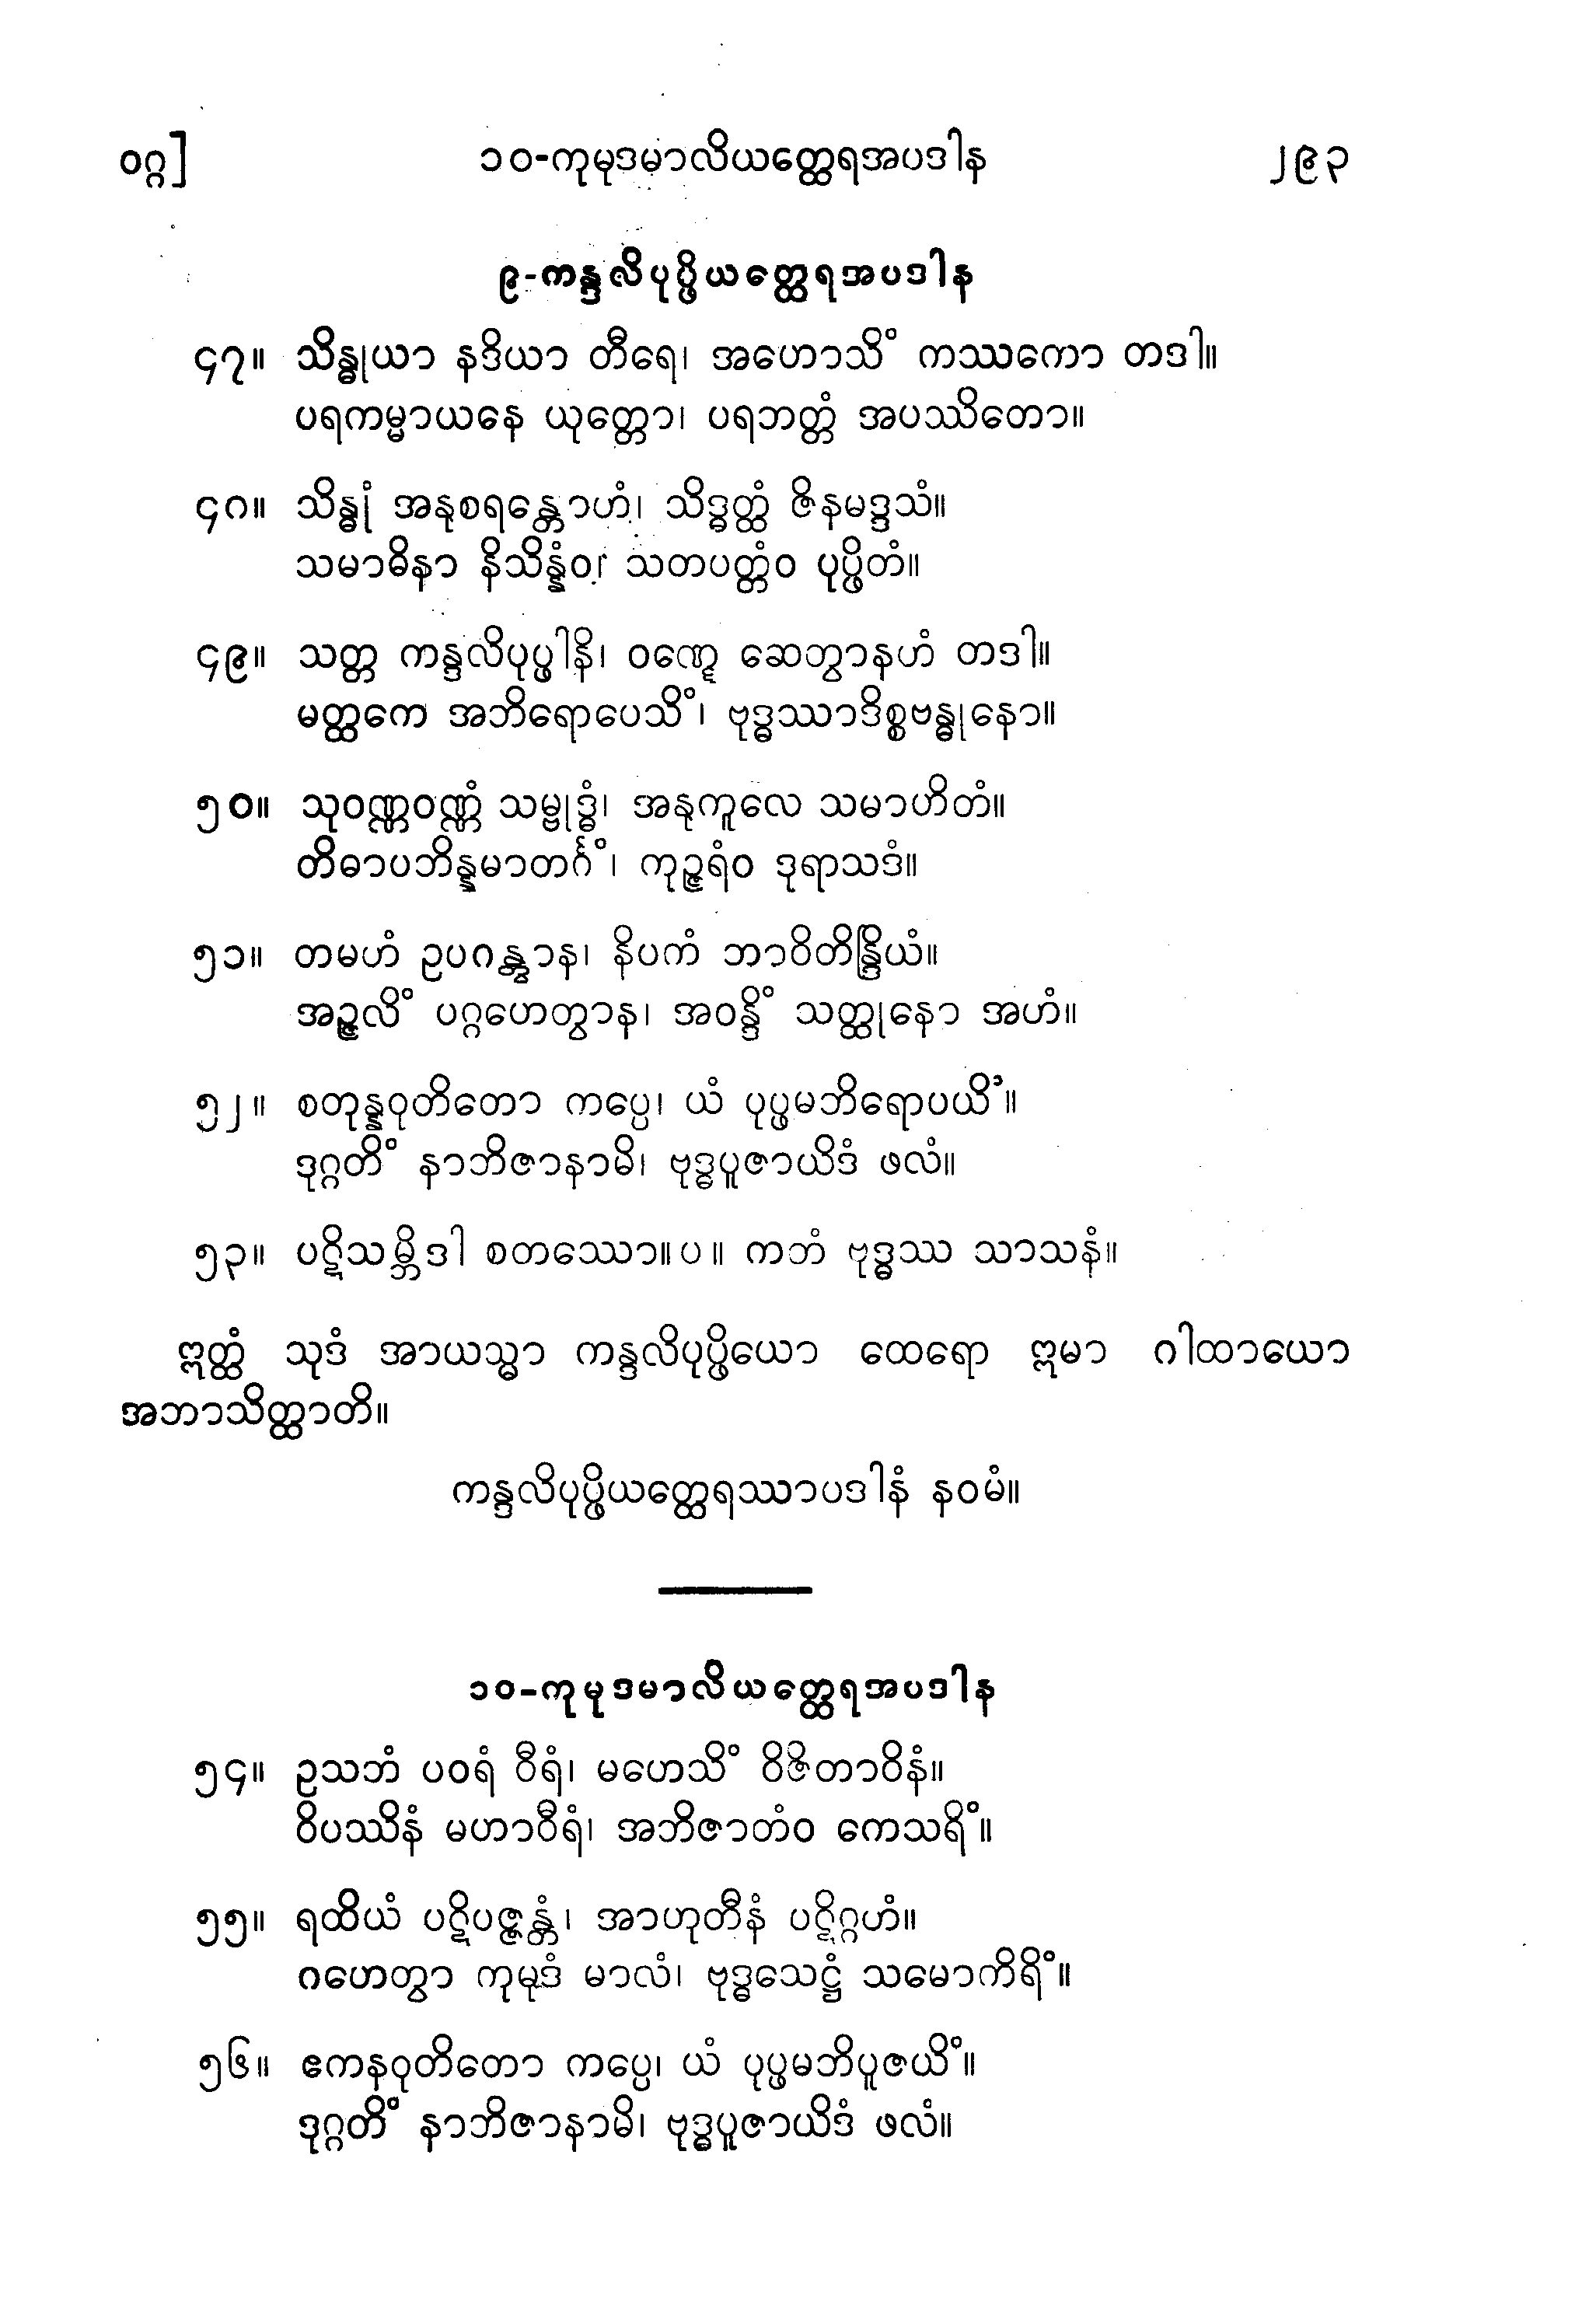 ဝဂ္ဂ] ၁၀-ကုမုဒမာလိယတ္ထေရအပဒါန ၂၉၃
၉-ကန္ဒလိပုပ္ဖိယတ္ထေရအပဒါန
၄၇။ သိန္ဓုယာ နဒိယာ တီရေ၊ အဟောသိံ ကဿကော တဒါ။
ပရကမ္မာယနေ ယုတ္တော၊ ပရဘတ္တံ အပဿိတော။
၄၈။ သိန္ဓုံ အနုစရန္တောဟံ၊ သိဒ္ဓတ္ထံ ဇိနမဒ္ဒသံ။
သမာဓိနာ နိသိန္နံဝ၊ သတပတ္တံဝ ပုပ္ဖိတံ။
၄၉။ သတ္တ ကန္ဒလိပုပ္ဖါနိ၊ ဝဏ္ဋေ ဆေတွာနဟံ တဒါ။
မတ္ထကေ အဘိရောပေသိံ၊ ဗုဒ္ဓဿာဒိစ္စဗန္ဓုနော။
၅၀။ သုဝဏ္ဏဝဏ္ဏံ သမ္ဗုဒ္ဓံ၊ အနုကူလေ သမာဟိတံ။
တိဓာပဘိန္နမာတင်္ဂံ၊ ကုဉ္ဇရံဝ ဒုရာသဒံ။
၅၁။ တမဟံ ဥပဂန္တွာန၊ နိပကံ ဘာဝိတိန္ဒြိယံ။
အဉ္ဇလိံ ပဂ္ဂဟေတွာန၊ အဝန္ဒိံ သတ္ထုနော အဟံ။
၅၂။ စတုန္နဝုတိတော ကပ္ပေ၊ ယံ ပုပ္ဖမဘိရောပယိံ။
ဒုဂ္ဂတိံ နာဘိဇာနာမိ၊ ဗုဒ္ဓပူဇာယိဒံ ဖလံ။
၅၃။ ပဋိသမ္ဘိဒါ စတဿော။ပ။ ကတံ ဗုဒ္ဓဿ သာသနံ။
ဣတ္ထံ သုဒံ အာယသ္မာ ကန္ဒလိပုပ္ဖိယော ထေရော ဣမာ ဂါထာယော
အဘာသိတ္ထာတိ။
ကန္ဒလိပုပ္ဖိယတ္ထေရဿာပဒါနံ နဝမံ။
၁၀-ကုမုဒမာလိယတ္ထေရအပဒါန
၅၄။ ဥသဘံ ပဝရံ ဝီရံ၊ မဟေသိံ ဝိဇိတာဝိနံ။
ဝိပဿိနံ မဟာဝီရံ၊ အဘိဇာတံဝ ကေသရိံ။
၅၅။ ရထိယံ ပဋိပဇ္ဇန္တံ၊ အာဟုတီနံ ပဋိဂ္ဂဟံ။
ဂဟေတွာ ကုမုဒံ မာလံ၊ ဗုဒ္ဓသေဋ္ဌံ သမောကိရိံ။
၅၆။ ဧကနဝုတိတော ကပ္ပေ၊ ယံ ပုပ္ဖမဘိပူဇယိံ။
ဒုဂ္ဂတိံ နာဘိဇာနာမိ၊ ဗုဒ္ဓပူဇာယိဒံ ဖလံ။